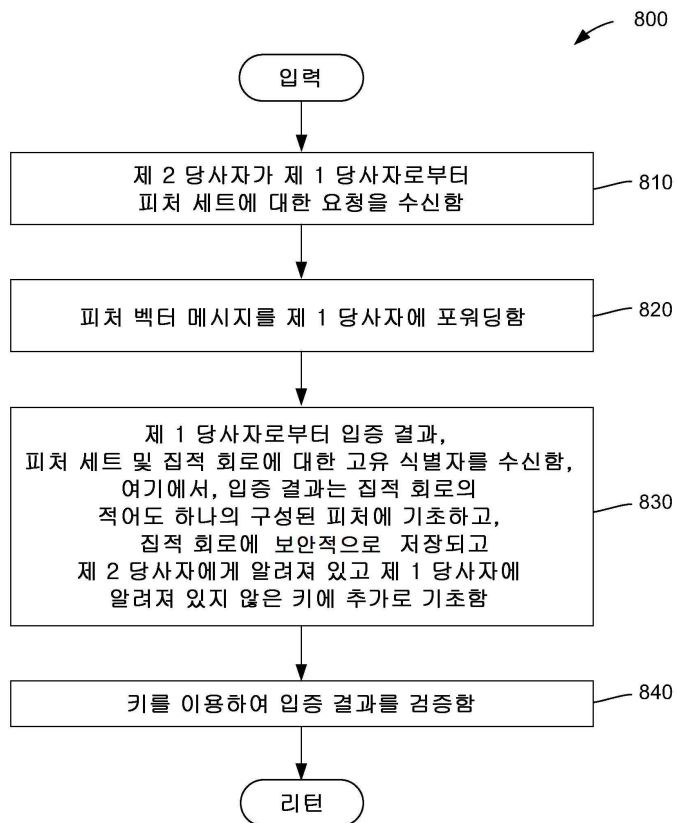 800
입력
제 2 당사자가 제 1 당사자로부터
피처 세트에 대한 요청을 수신함
810
피처 벡터 메시지를 제 1 당사자에 포워딩함
820
제 1 당사자로부터 입증 결과,
피처 세트 및 집적 회로에 대한 고유 식별자를 수신함,
여기에서, 입증 결과는 집적 회로의
적어도 하나의 구성된 피처에 기초하고,
집적 회로에 보안적으로 저장되고
제 2 당사자에게 알려져 있고 제 1 당사자에
알려져 있지 않은 키에 추가로 기초함
830
키를 이용하여 입증 결과를 검증함
840
리턴